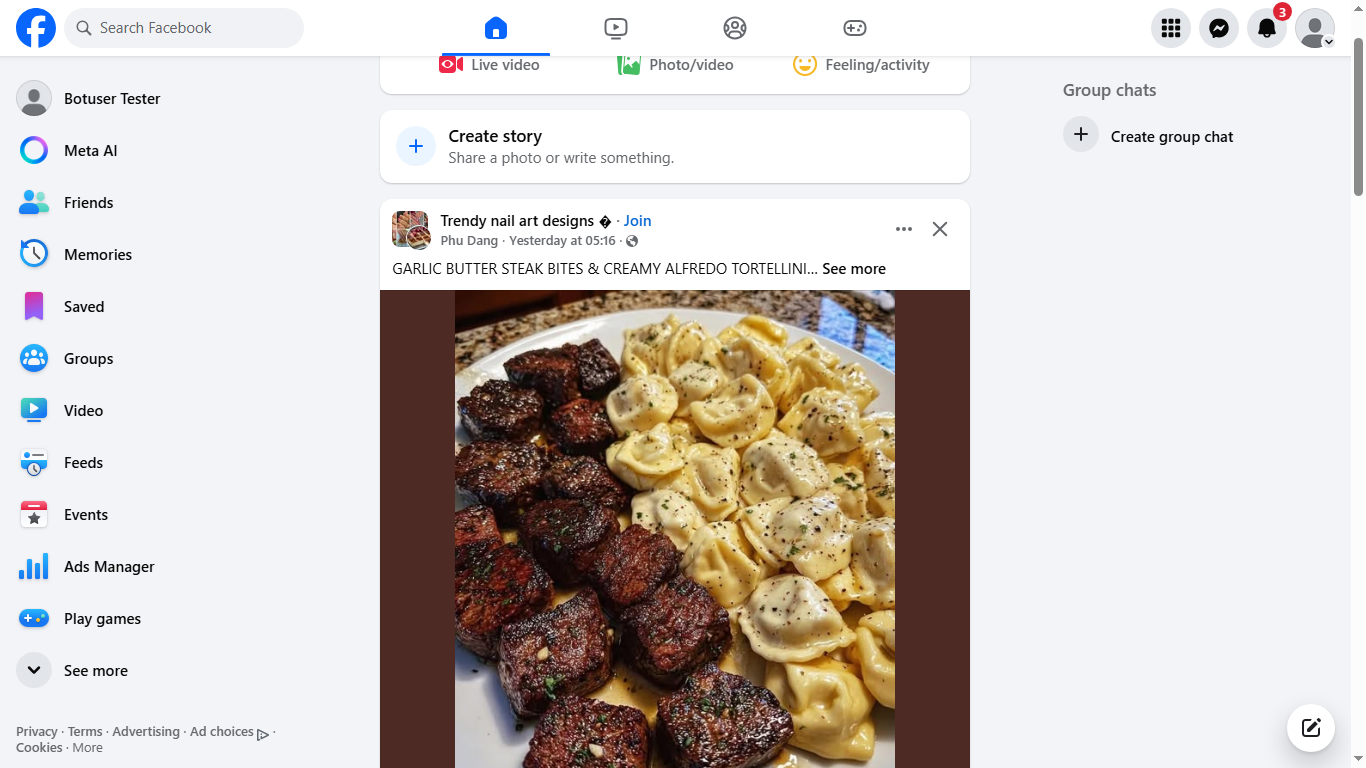 Search Facebook
3
Live video
Photo/video
Feeling/activity
Botuser Tester
Meta AI
Friends
Memories
Saved
Groups
Video
Feeds
Events
Ads Manager
Play games
See more
Privacy · Terms · Advertising · Ad choices ·
Cookies · More
Create story
Share a photo or write something.
Trendy nail art designs � · Join
Phu Dang · Yesterday at 05:16 ·
GARLIC BUTTER STEAK BITES & CREAMY ALFREDO TORTELLINI... See more
Group chats
Create group chat